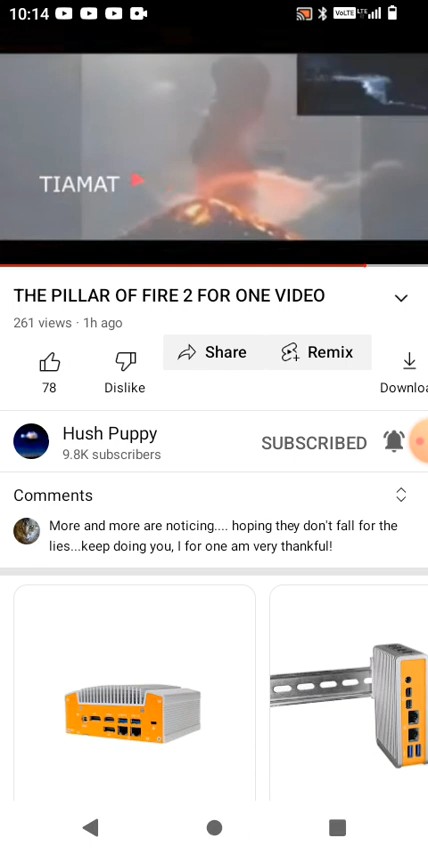 10:14
VoLTE LTE
TIAMAT
THE PILLAR OF FIRE 2 FOR ONE VIDEO
261 views · 1h ago
Share
Remix
78
Dislike
Downloa
Hush Puppy
SUBSCRIBED
9.8K subscribers
Comments
More and more are noticing.... hoping they don't fall for the
lies...keep doing you, I for one am very thankful!